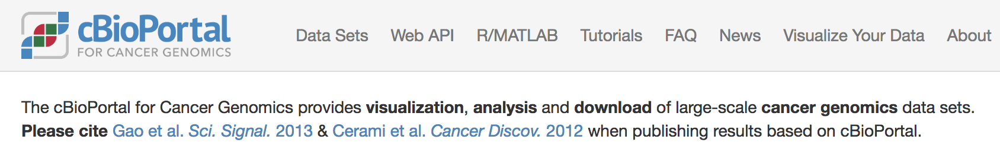 cBioPortal
FOR CANCER GENOMICS
Data Sets Web API R/MATLAB Tutorials FAQ News Visualize Your Data About
The cBioPortal for Cancer Genomics provides visualization, analysis and download of large-scale cancer genomics data sets.
Please cite Gao et al. Sci. Signal. 2013 & Cerami et al. Cancer Discov. 2012 when publishing results based on cBioPortal.